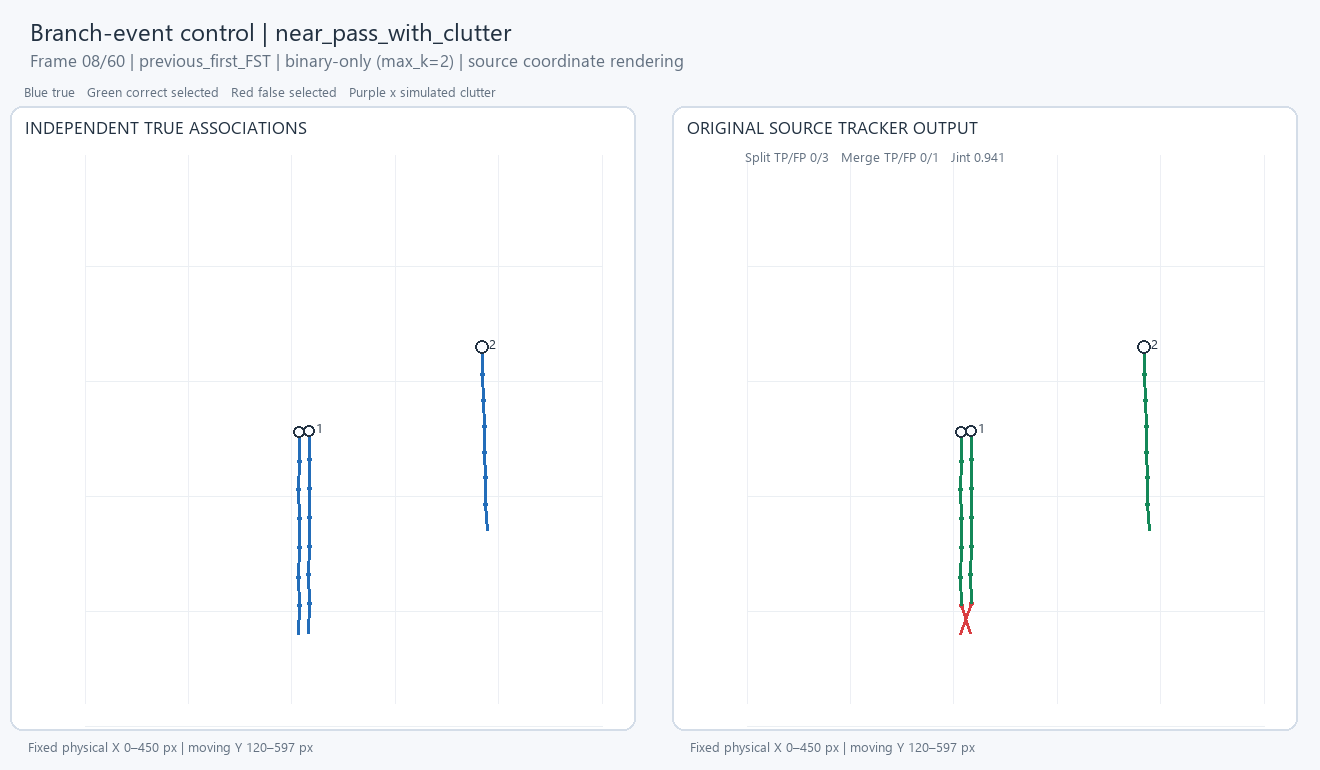 Branch-event control | near_pass_with_clutter
Frame 08/60 | previous_first_FST | binary-only (max_k=2) | source coordinate rendering
Blue true   Green correct selected   Red false selected   Purple x simulated clutter
INDEPENDENT TRUE ASSOCIATIONS
2
1
Fixed physical X 0–450 px | moving Y 120–597 px
ORIGINAL SOURCE TRACKER OUTPUT
Split TP/FP 0/3   Merge TP/FP 0/1   Jint 0.941
2
1
Fixed physical X 0–450 px | moving Y 120–597 px